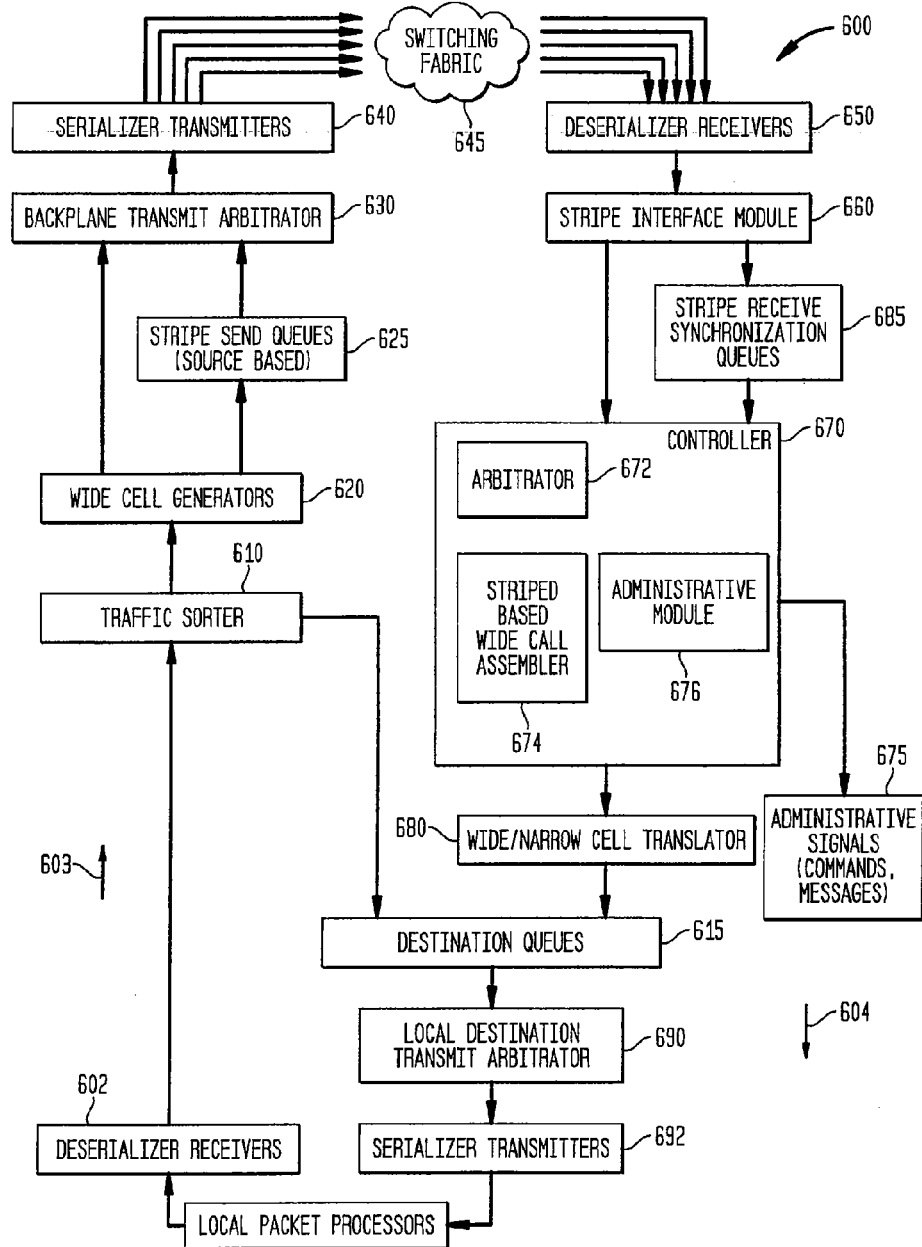 SWITCHING
FABRIC
600
645
SERIALIZER TRANSMITTERS
640
DESERIALIZER RECEIVERS
650
BACKPLANE TRANSMIT ARBITRATOR
630
STRIPE INTERFACE MODULE
660
STRIPE SEND QUEUES
(SOURCE BASED)
625
STRIPE RECEIVE
SYNCHRONIZATION
QUEUES
685
CONTROLLER
670
ARBITRATOR
672
WIDE CELL GENERATORS
620
610
TRAFFIC SORTER
STRIPED
BASED
WIDE CALL
ASSEMBLER
674
ADMINISTRATIVE
MODULE
676
675
ADMINISTRATIVE
SIGNALS
(COMMANDS,
MESSAGES)
680
WIDE/NARROW CELL TRANSLATOR
603
DESTINATION QUEUES
615
604
LOCAL DESTINATION
TRANSMIT ARBITRATOR
690
602
DESERIALIZER RECEIVERS
SERIALIZER TRANSMITTERS
692
LOCAL PACKET PROCESSORS